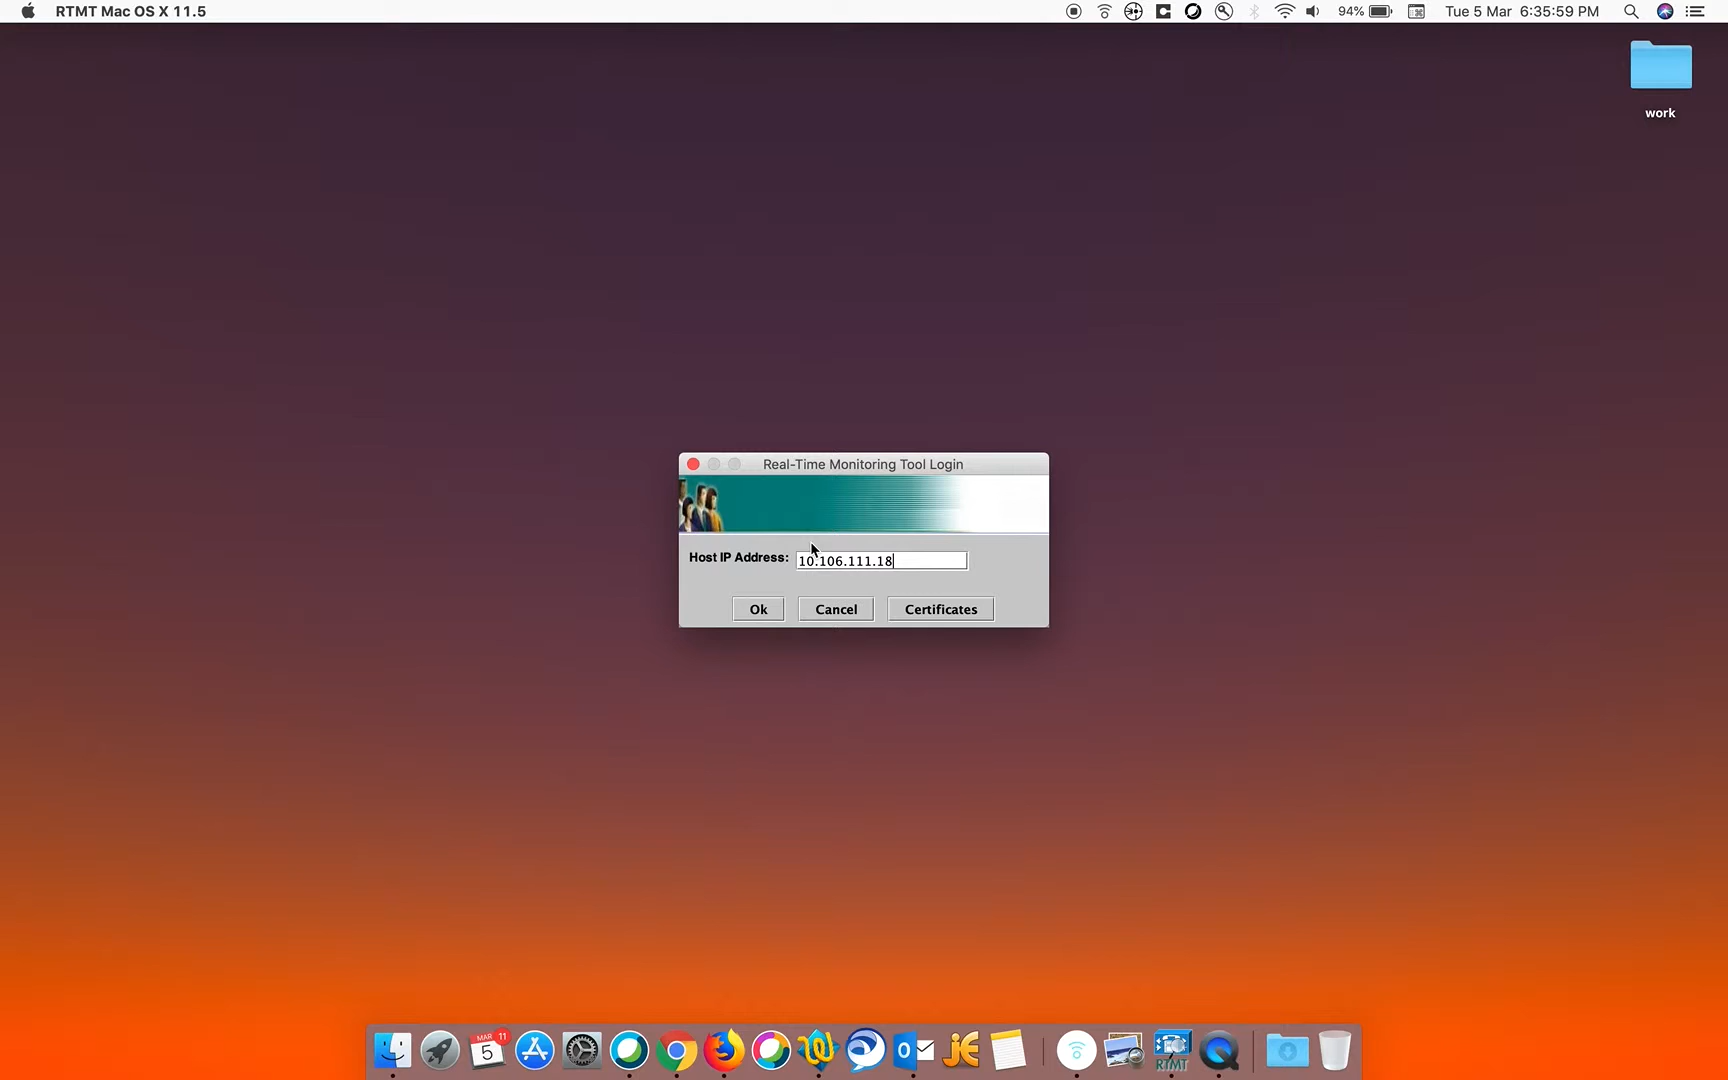 RTMT Mac OS X 11.5
94%
Tue 5 Mar 6:35:59 PM
work
Real-Time Monitoring Tool Login
Host IP Address: 10.106.111.18
Ok Cancel Certificates
MAR 11
5
RTMT